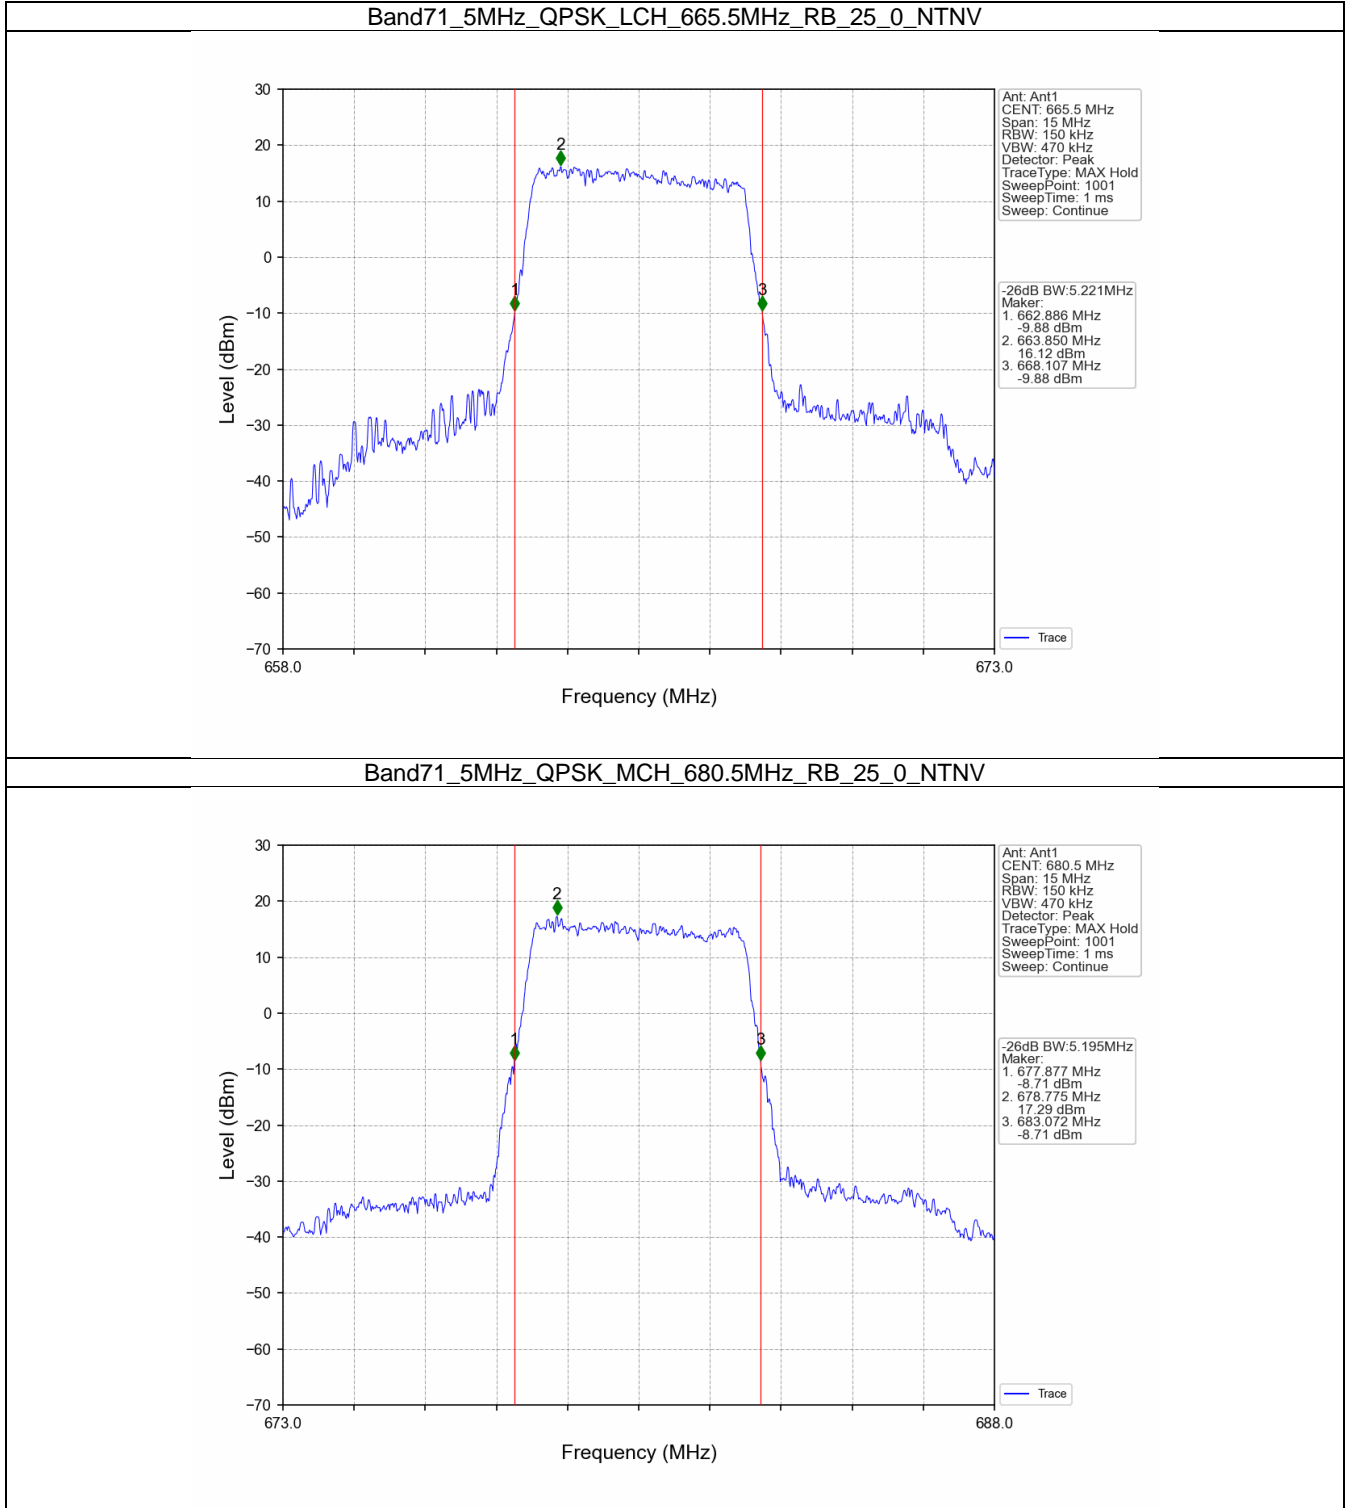 Band71_5MHz_QPSK_LCH_665.5MHz_RB_25_0_NTNV
30
20
10
0
−10
−20
−30
−40
−50
−60
−70
Level (dBm)
658.0
673.0
Frequency (MHz)
1
2
3
Ant: Ant1
CENT: 665.5 MHz
Span: 15 MHz
RBW: 150 kHz
VBW: 470 kHz
Detector: Peak
TraceType: MAX Hold
SweepPoint: 1001
SweepTime: 1 ms
Sweep: Continue
-26dB BW:5.221MHz
Maker:
1. 662.886 MHz
-9.88 dBm
2. 663.850 MHz
16.12 dBm
3. 668.107 MHz
-9.88 dBm
Trace
Band71_5MHz_QPSK_MCH_680.5MHz_RB_25_0_NTNV
30
20
10
0
−10
−20
−30
−40
−50
−60
−70
Level (dBm)
673.0
688.0
Frequency (MHz)
1
2
3
Ant: Ant1
CENT: 680.5 MHz
Span: 15 MHz
RBW: 150 kHz
VBW: 470 kHz
Detector: Peak
TraceType: MAX Hold
SweepPoint: 1001
SweepTime: 1 ms
Sweep: Continue
-26dB BW:5.195MHz
Maker:
1. 677.877 MHz
-8.71 dBm
2. 678.775 MHz
17.29 dBm
3. 683.072 MHz
-8.71 dBm
Trace